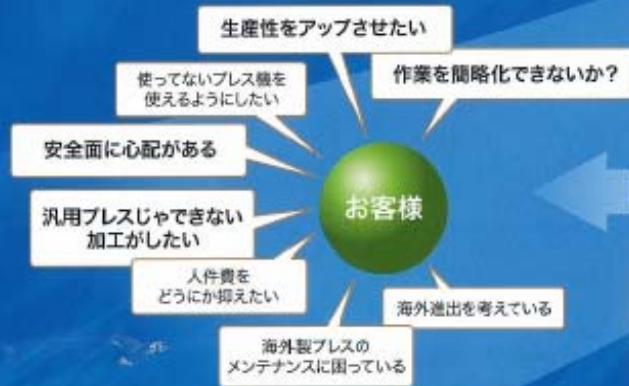 生産性をアップさせたい
作業を簡略化できないか？
使ってないプレス機を
使えるようにしたい
安全面に心配がある
お客様
汎用プレスじゃできない
加工がしたい
人件費を
どうにか抑えたい
海外進出を考えている
海外製プレスの
メンテナンスに困っている